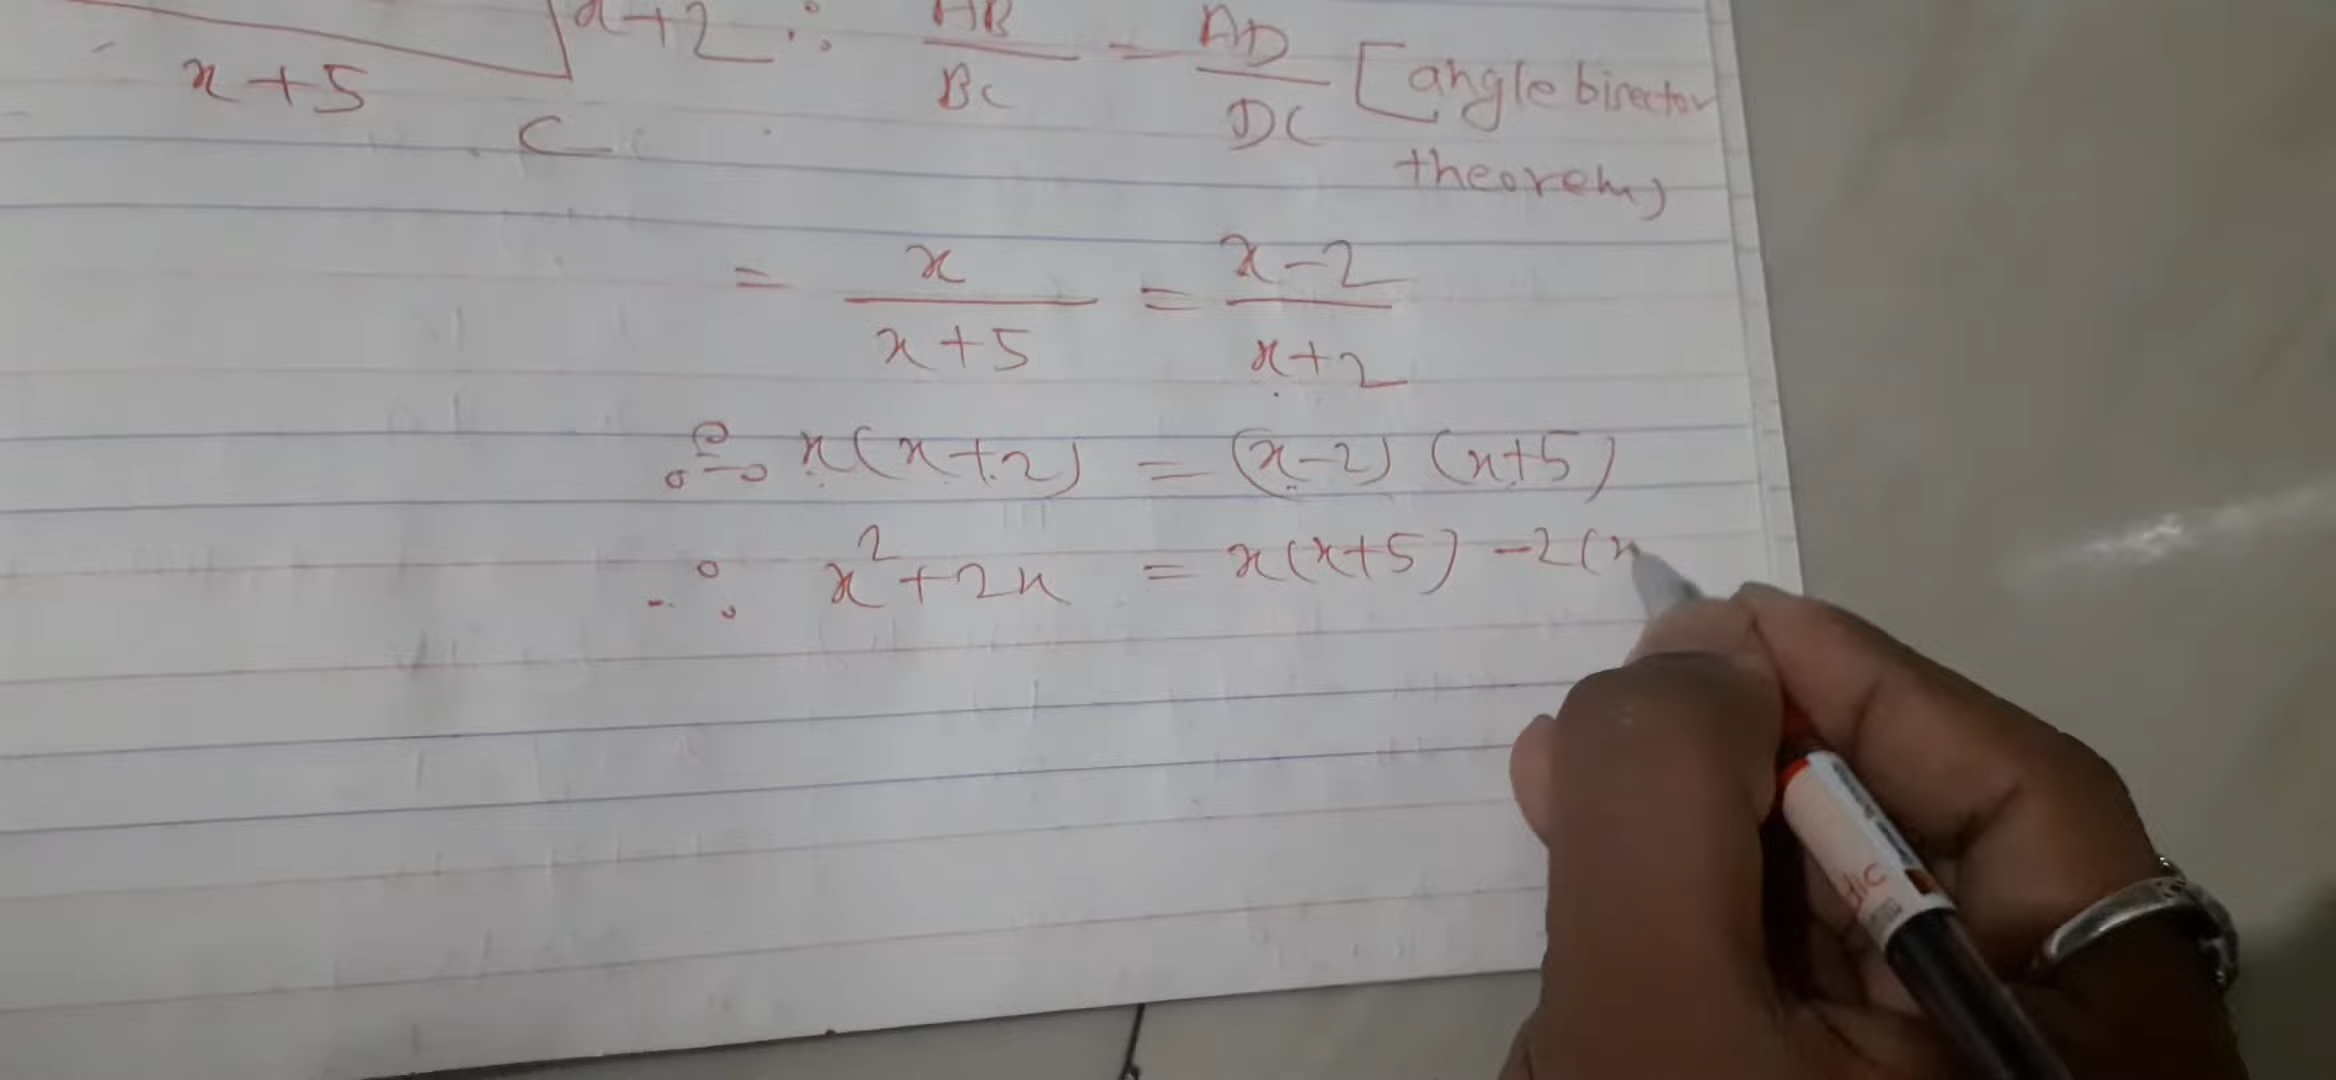 x+2 ∴ AB/BC = AD/DC [angle bisector
x+5
C
theorem)
= x/x+5 = x-2/x+2
∴ x(x+2) = (x-2) (x+5)
∴ x²+2x = x(x+5) -2(x